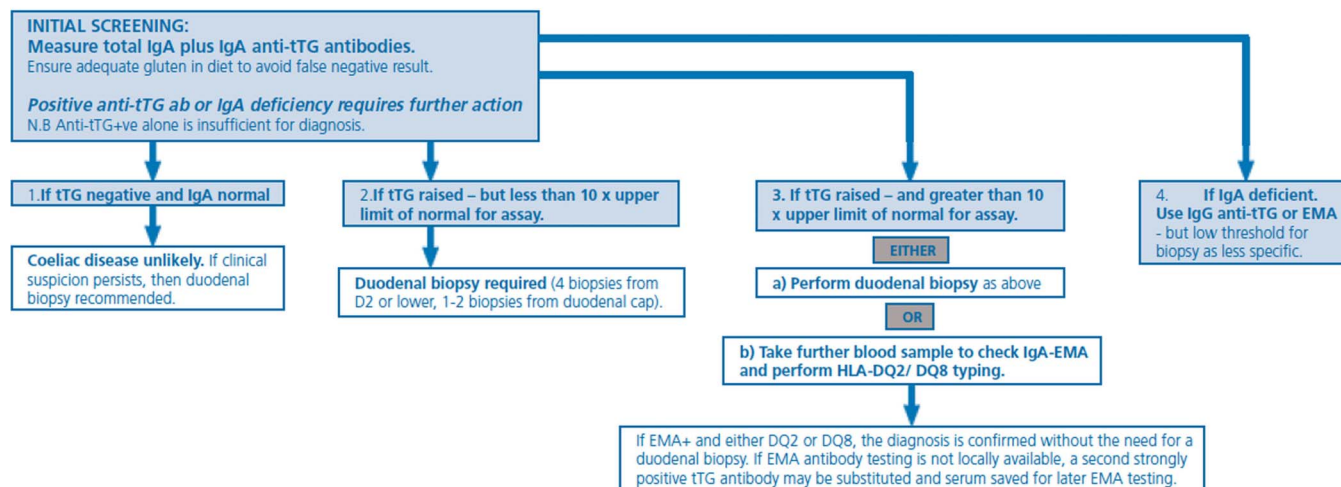 INITIAL SCREENING:
Measure total IgA plus IgA anti-tTG antibodies.
Ensure adequate gluten in diet to avoid false negative result.
Positive anti-tTG ab or IgA deficiency requires further action
N.B Anti-tTG+ve alone is insufficient for diagnosis.
1.If tTG negative and IgA normal
Coeliac disease unlikely. If clinical
suspicion persists, then duodenal
biopsy recommended.
2.If tTG raised – but less than 10 x upper
limit of normal for assay.
Duodenal biopsy required (4 biopsies from
D2 or lower, 1-2 biopsies from duodenal cap).
3. If tTG raised – and greater than 10
x upper limit of normal for assay.
EITHER
a) Perform duodenal biopsy as above
OR
b) Take further blood sample to check IgA-EMA
and perform HLA-DQ2/ DQ8 typing.
If EMA+ and either DQ2 or DQ8, the diagnosis is confirmed without the need for a
duodenal biopsy. If EMA antibody testing is not locally available, a second strongly
positive tTG antibody may be substituted and serum saved for later EMA testing.
4. If IgA deficient.
Use IgG anti-tTG or EMA
- but low threshold for
biopsy as less specific.